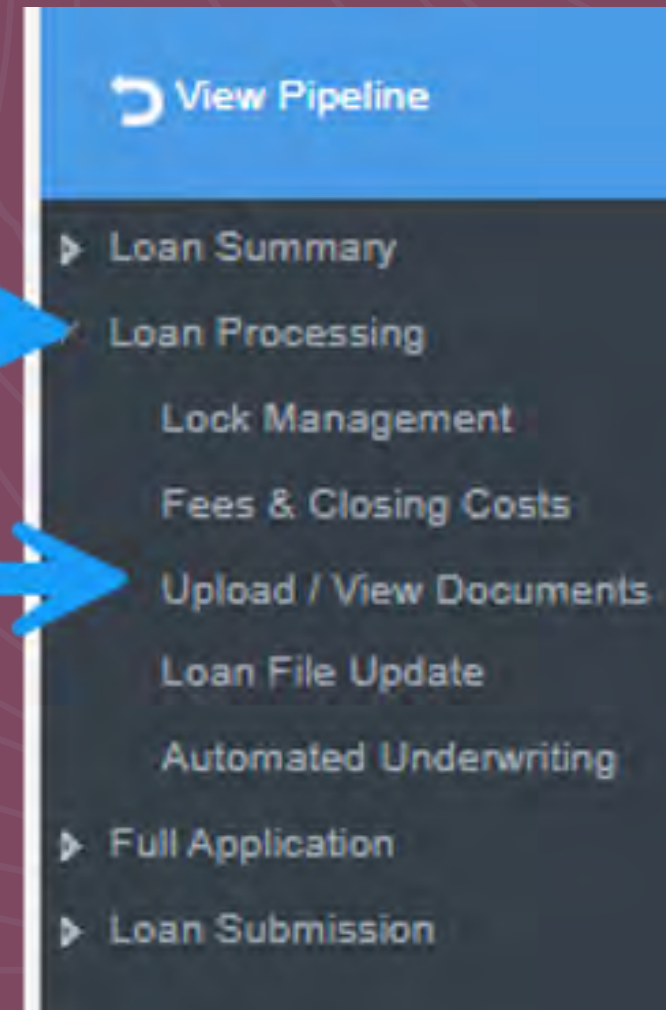 View Pipeline
Loan Summary
Loan Processing
Lock Management
Fees & Closing Costs
Upload / View Documents
Loan File Update
Automated Underwriting
Full Application
Loan Submission